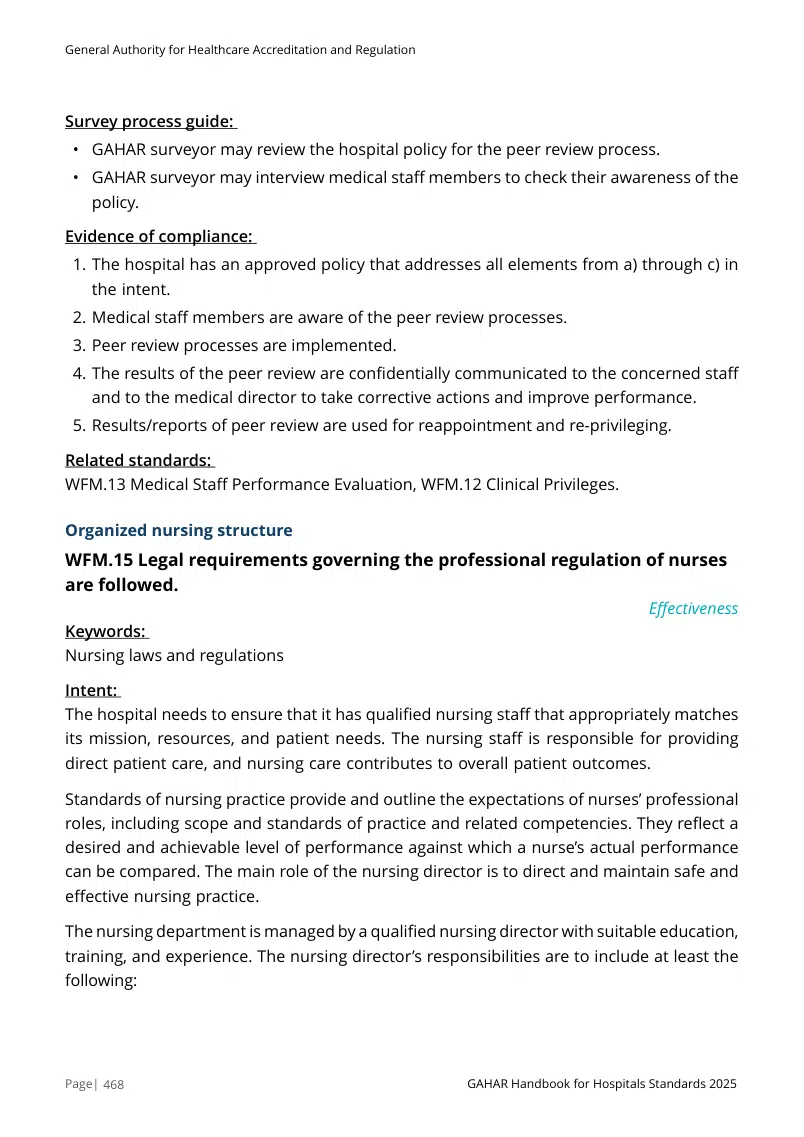 General Authority for Healthcare Accreditation and Regulation
Survey process guide:
• GAHAR surveyor may review the hospital policy for the peer review process.
• GAHAR surveyor may interview medical staff members to check their awareness of the
policy.
Evidence of compliance:
1. The hospital has an approved policy that addresses all elements from a) through c) in
the intent.
2. Medical staff members are aware of the peer review processes.
3. Peer review processes are implemented.
4. The results of the peer review are confidentially communicated to the concerned staff
and to the medical director to take corrective actions and improve performance.
5. Results/reports of peer review are used for reappointment and re-privileging.
Related standards:
WFM.13 Medical Staff Performance Evaluation, WFM.12 Clinical Privileges.
Organized nursing structure
WFM.15 Legal requirements governing the professional regulation of nurses
are followed.
Effectiveness
Keywords:
Nursing laws and regulations
Intent:
The hospital needs to ensure that it has qualified nursing staff that appropriately matches
its mission, resources, and patient needs. The nursing staff is responsible for providing
direct patient care, and nursing care contributes to overall patient outcomes.
Standards of nursing practice provide and outline the expectations of nurses’ professional
roles, including scope and standards of practice and related competencies. They reflect a
desired and achievable level of performance against which a nurse’s actual performance
can be compared. The main role of the nursing director is to direct and maintain safe and
effective nursing practice.
The nursing department is managed by a qualified nursing director with suitable education,
training, and experience. The nursing director’s responsibilities are to include at least the
following:
Page| 468
GAHAR Handbook for Hospitals Standards 2025